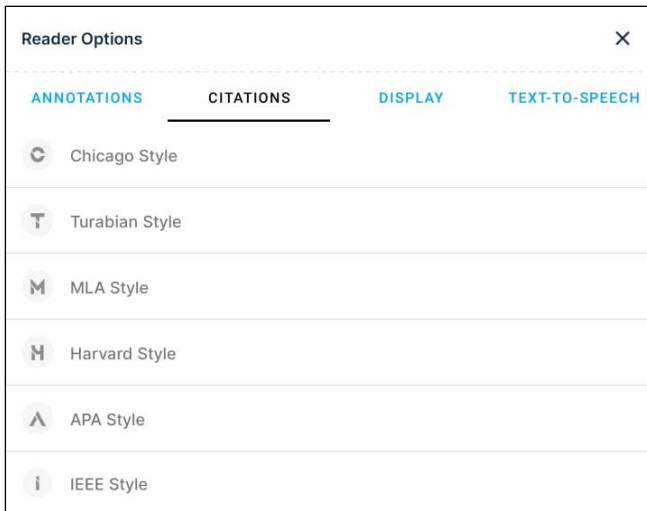 Reader Options
ANNOTATIONS CITATIONS DISPLAY TEXT-TO-SPEECH
Chicago Style
Turabian Style
MLA Style
Harvard Style
APA Style
IEEE Style